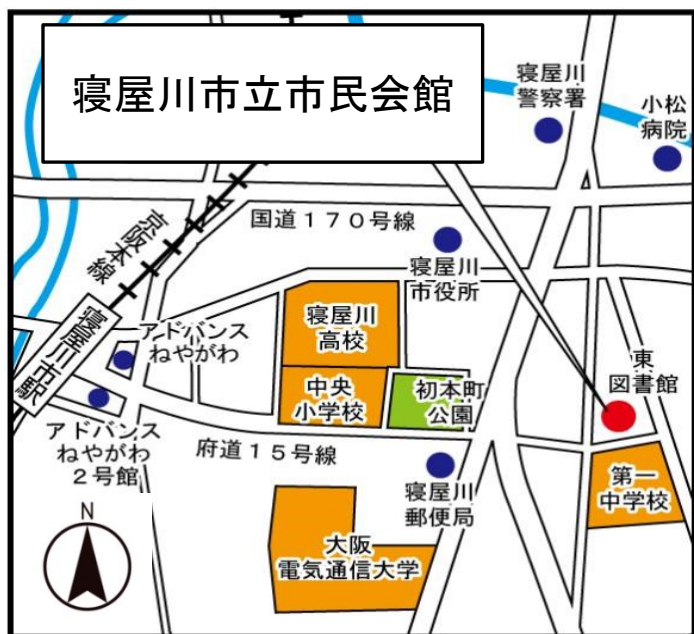 寝屋川市立市民会館
寝屋川
警察署
小松
病院
国道170号線
京阪本線
寝屋川
市役所
寝屋川市駅
アドバンス
ねやがわ
寝屋川
高校
東
図書館
中央
小学校
初本町
公園
アドバンス
ねやがわ
2号館
府道15号線
寝屋川
郵便局
第一
中学校
N
大阪
電気通信大学